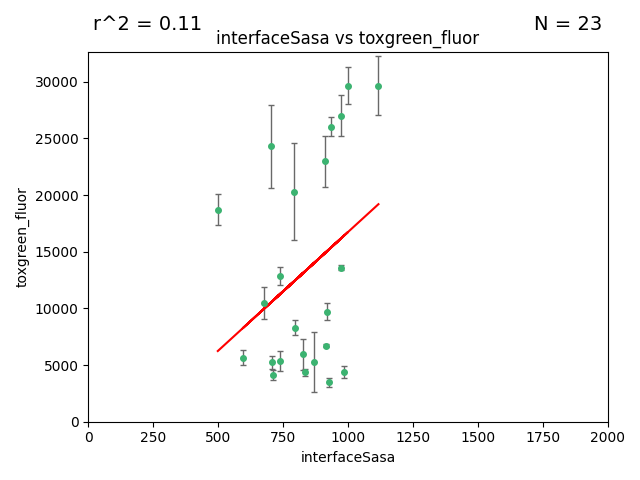 r^2 = 0.11
N = 23
interfaceSasa vs toxgreen_fluor
30000
25000
20000
15000
10000
5000
0
toxgreen_fluor
0 250 500 750 1000 1250 1500 1750 2000
interfaceSasa